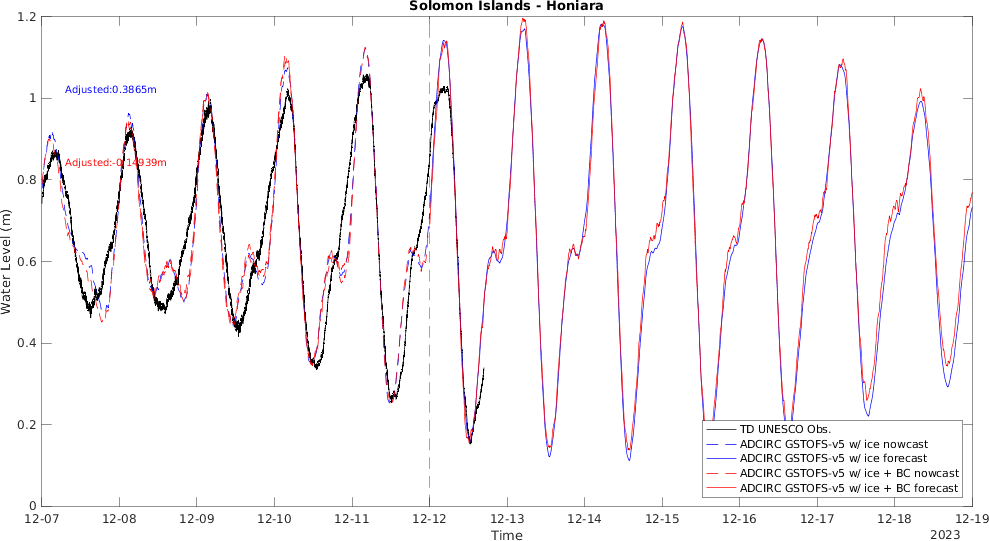 Solomon Islands - Honiara
1.2
1
0.8
0.6
0.4
0.2
0
Water Level (m)
Adjusted:0.3865m
Adjusted:-0.14939m
TD UNESCO Obs.
ADCIRC GSTOFS-v5 w/ ice nowcast
ADCIRC GSTOFS-v5 w/ ice forecast
ADCIRC GSTOFS-v5 w/ ice + BC nowcast
ADCIRC GSTOFS-v5 w/ ice + BC forecast
12-07 12-08 12-09 12-10 12-11 12-12 12-13 12-14 12-15 12-16 12-17 12-18 12-19
Time
2023